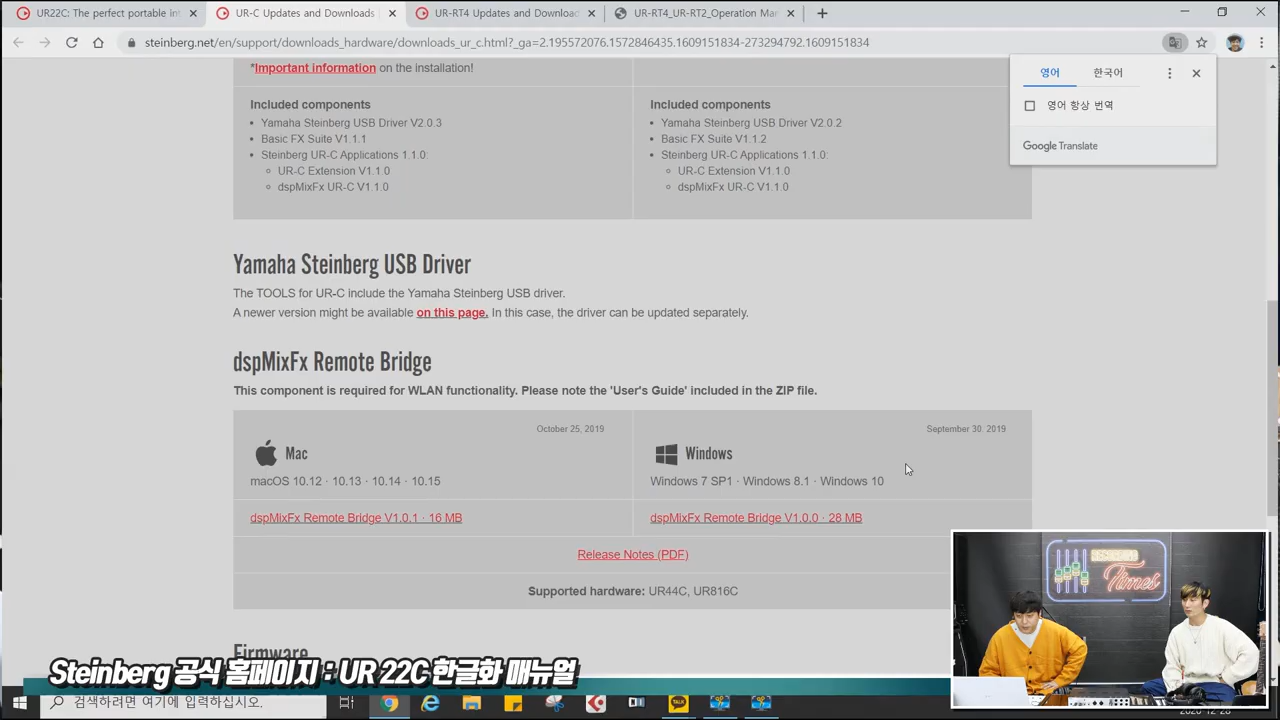 UR22C: The perfect portable int
UR-C Updates and Downloads
UR-RT4 Updates and Download
UR-RT4_UR-RT2_Operation Man
steinberg.net/en/support/downloads_hardware/downloads_ur_c.html?_ga=2.195572076.1572846435.1609151834-273294792.1609151834
영어 한국어
영어 항상 번역
Google Translate
*Important information on the installation!
Included components
Yamaha Steinberg USB Driver V2.0.3
Basic FX Suite V1.1.1
Steinberg UR-C Applications 1.1.0:
UR-C Extension V1.1.0
dspMixFx UR-C V1.1.0
Included components
Yamaha Steinberg USB Driver V2.0.2
Basic FX Suite V1.1.2
Steinberg UR-C Applications 1.1.0:
UR-C Extension V1.1.0
dspMixFx UR-C V1.1.0
Yamaha Steinberg USB Driver
The TOOLS for UR-C include the Yamaha Steinberg USB driver.
A newer version might be available on this page. In this case, the driver can be updated separately.
dspMixFx Remote Bridge
This component is required for WLAN functionality. Please note the 'User's Guide' included in the ZIP file.
October 25, 2019
Mac
macOS 10.12 · 10.13 · 10.14 · 10.15
dspMixFx Remote Bridge V1.0.1 · 16 MB
September 30. 2019
Windows
Windows 7 SP1 · Windows 8.1 · Windows 10
dspMixFx Remote Bridge V1.0.0 · 28 MB
Release Notes (PDF)
Supported hardware: UR44C, UR816C
Firmware
Times
Steinberg 공식 홈페이지 : UR 22C 한글화 매뉴얼
검색하려면 여기에 입력하십시오.
TALK
2020-12-28